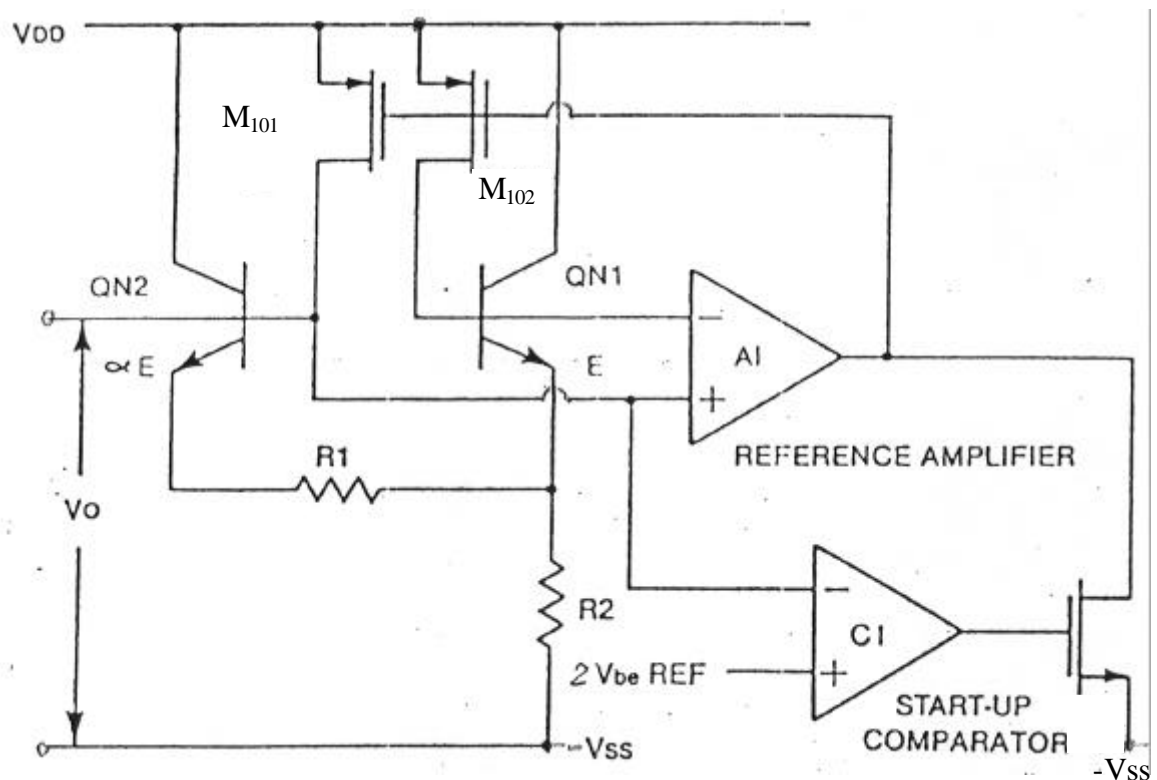 VDD
M101
M102
QN2
QN1
αE
E
AI
−
+
REFERENCE AMPLIFIER
R1
Vo
R2
−
CI
+
2 Vbe REF
START-UP
COMPARATOR
-Vss
-Vss